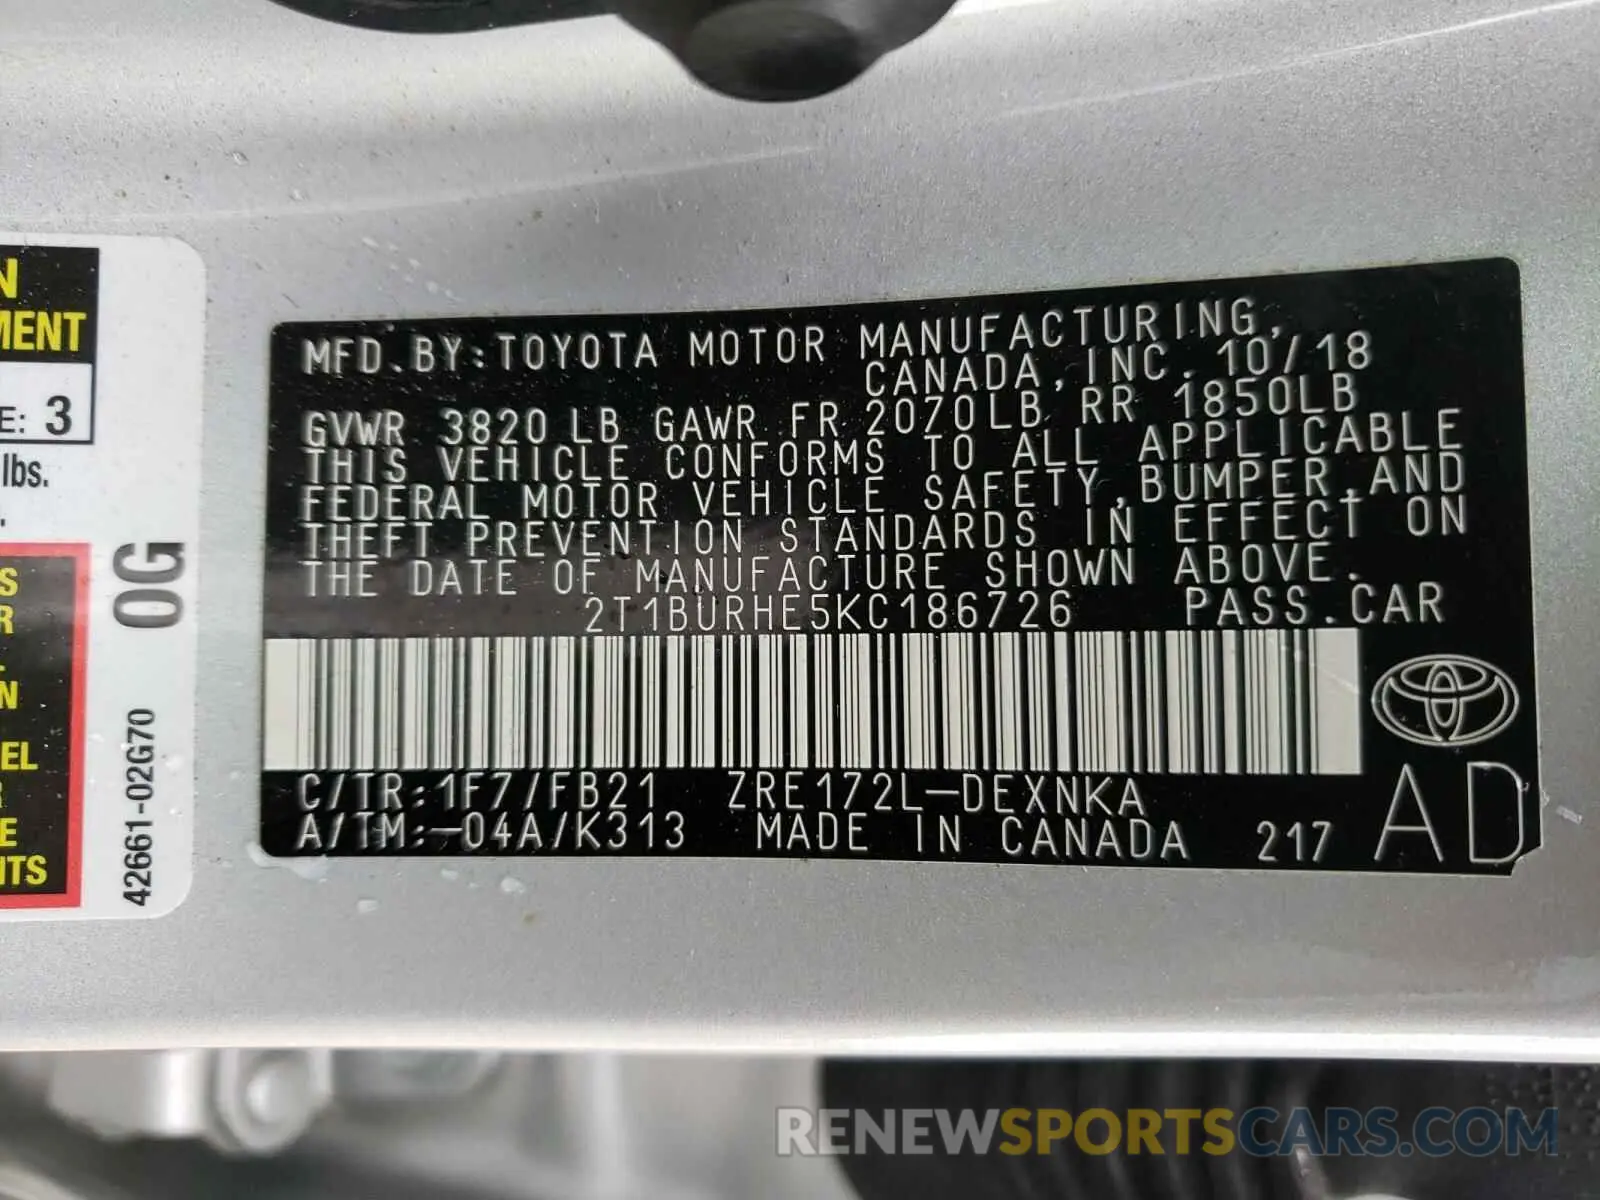 MFD.BY:TOYOTA MOTOR MANUFACTURING,
CANADA,INC. 10/18
GVWR 3820LB GAWR FR 2070LB RR 1850LB
THIS VEHICLE CONFORMS TO ALL APPLICABLE
FEDERAL MOTOR VEHICLE SAFETY,BUMPER,AND
THEFT PREVENTION STANDARDS IN EFFECT ON
THE DATE OF MANUFACTURE SHOWN ABOVE.
2T1BURHE5KC186726 PASS.CAR
C/TR:1F7/FB21 ZRE172L-DEXNKA
A/TM:-04A/K313 MADE IN CANADA 217
AD
N
MENT
E: 3
lbs.
S
R
N
EL
E
ITS
0G
42661-02G70
RENEWSPORTSCARS.COM